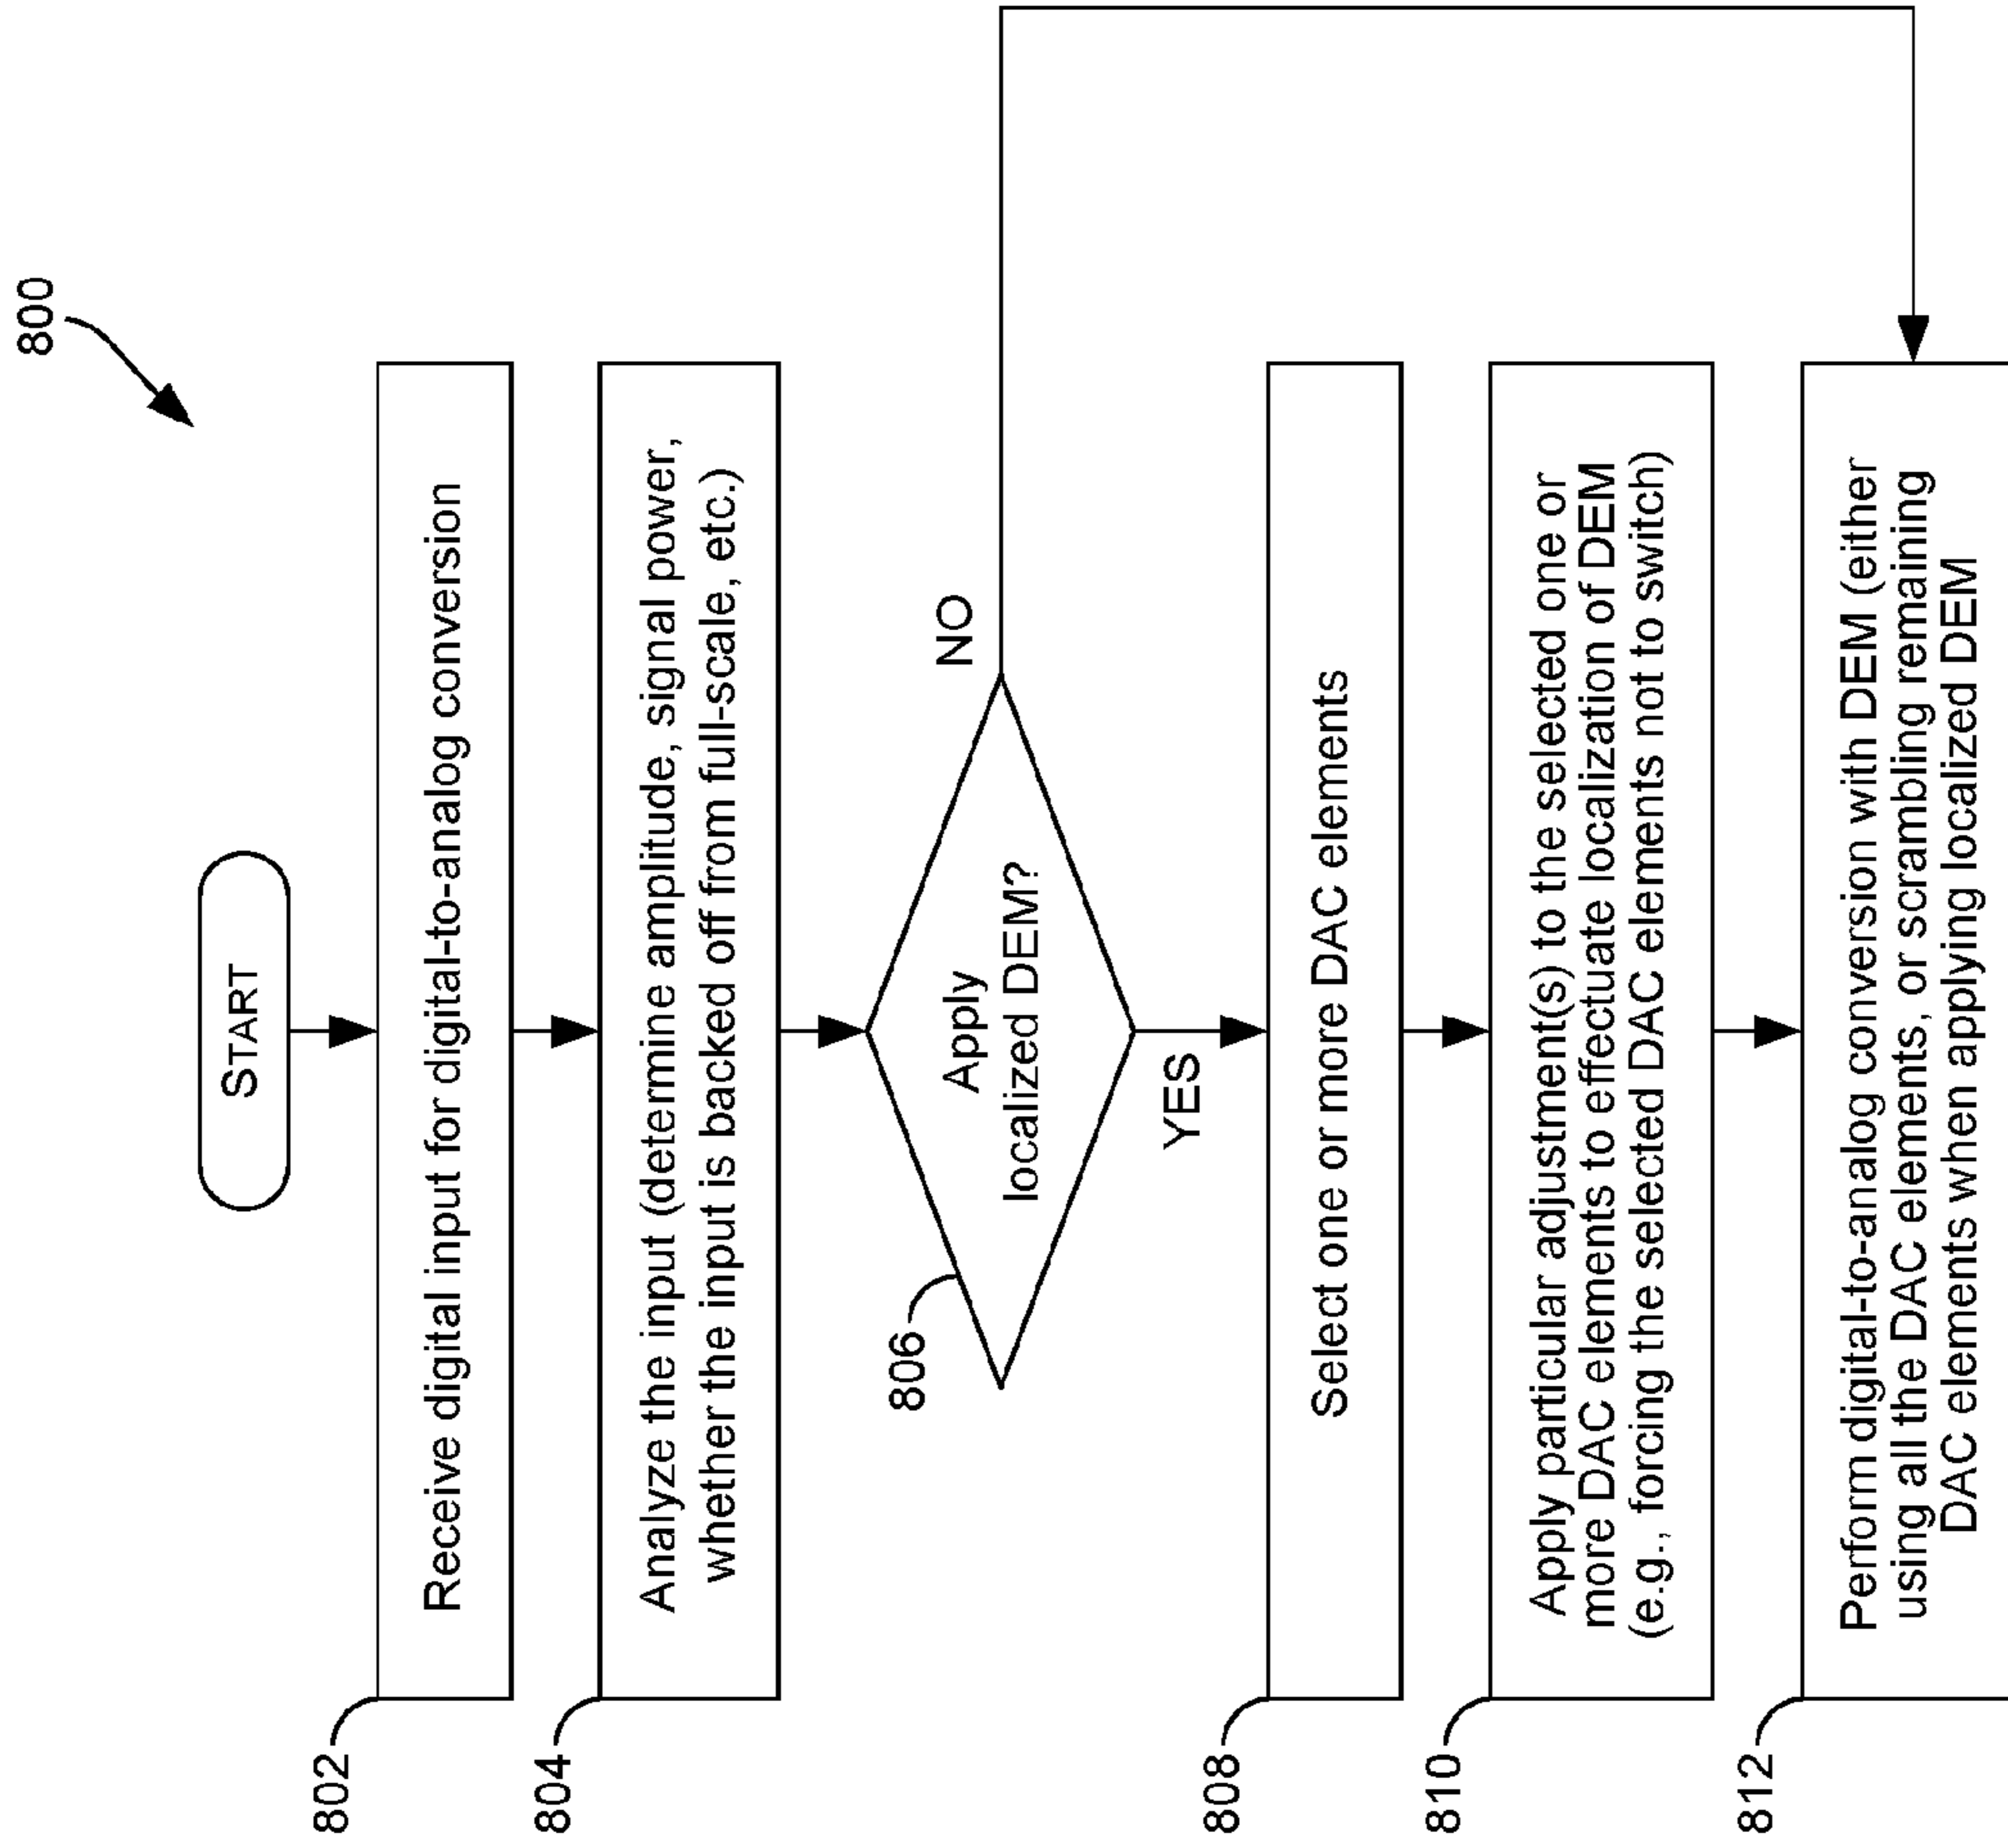 800
START
802
Receive digital input for digital-to-analog conversion
804
Analyze the input (determine amplitude, signal power,
whether the input is backed off from full-scale, etc.)
806
Apply
localized DEM?
NO
YES
808
Select one or more DAC elements
810
Apply particular adjustment(s) to the selected one or
more DAC elements to effectuate localization of DEM
(e.g., forcing the selected DAC elements not to switch)
812
Perform digital-to-analog conversion with DEM (either
using all the DAC elements, or scrambling remaining
DAC elements when applying localized DEM